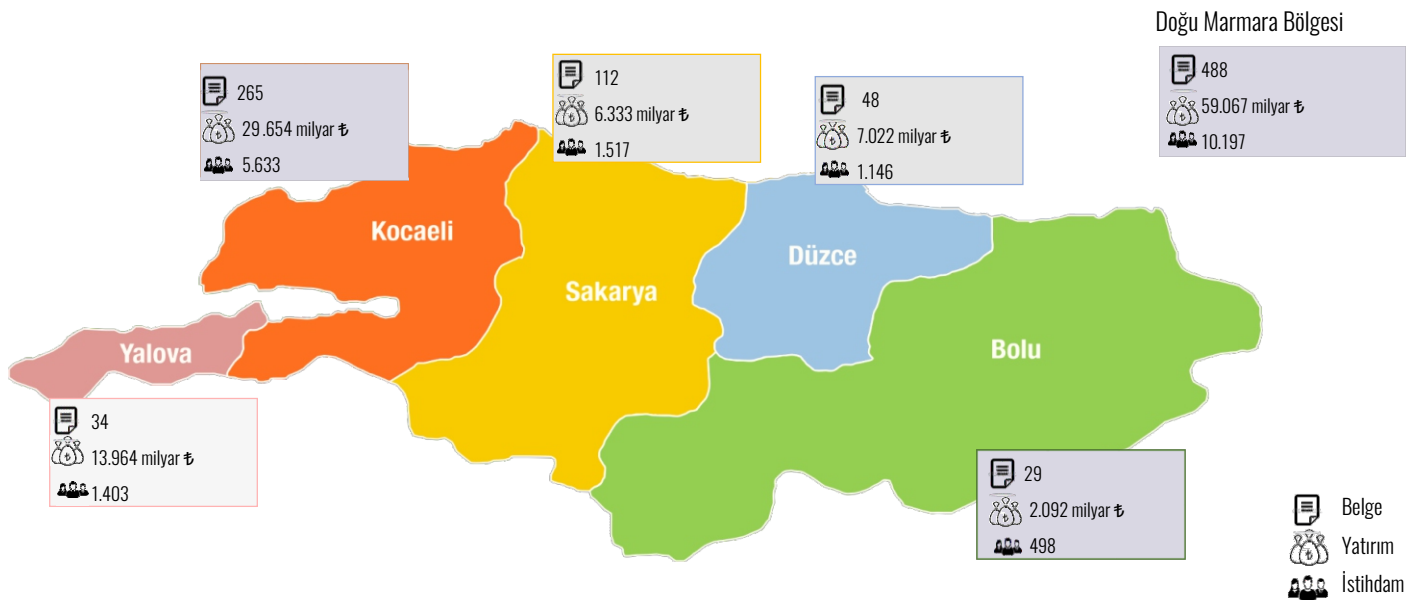 Doğu Marmara Bölgesi
488
59.067 milyar ₺
10.197
265
29.654 milyar ₺
5.633
112
6.333 milyar ₺
1.517
48
7.022 milyar ₺
1.146
Kocaeli
Sakarya
Düzce
Yalova
Bolu
34
13.964 milyar ₺
1.403
29
2.092 milyar ₺
498
Belge
Yatırım
İstihdam